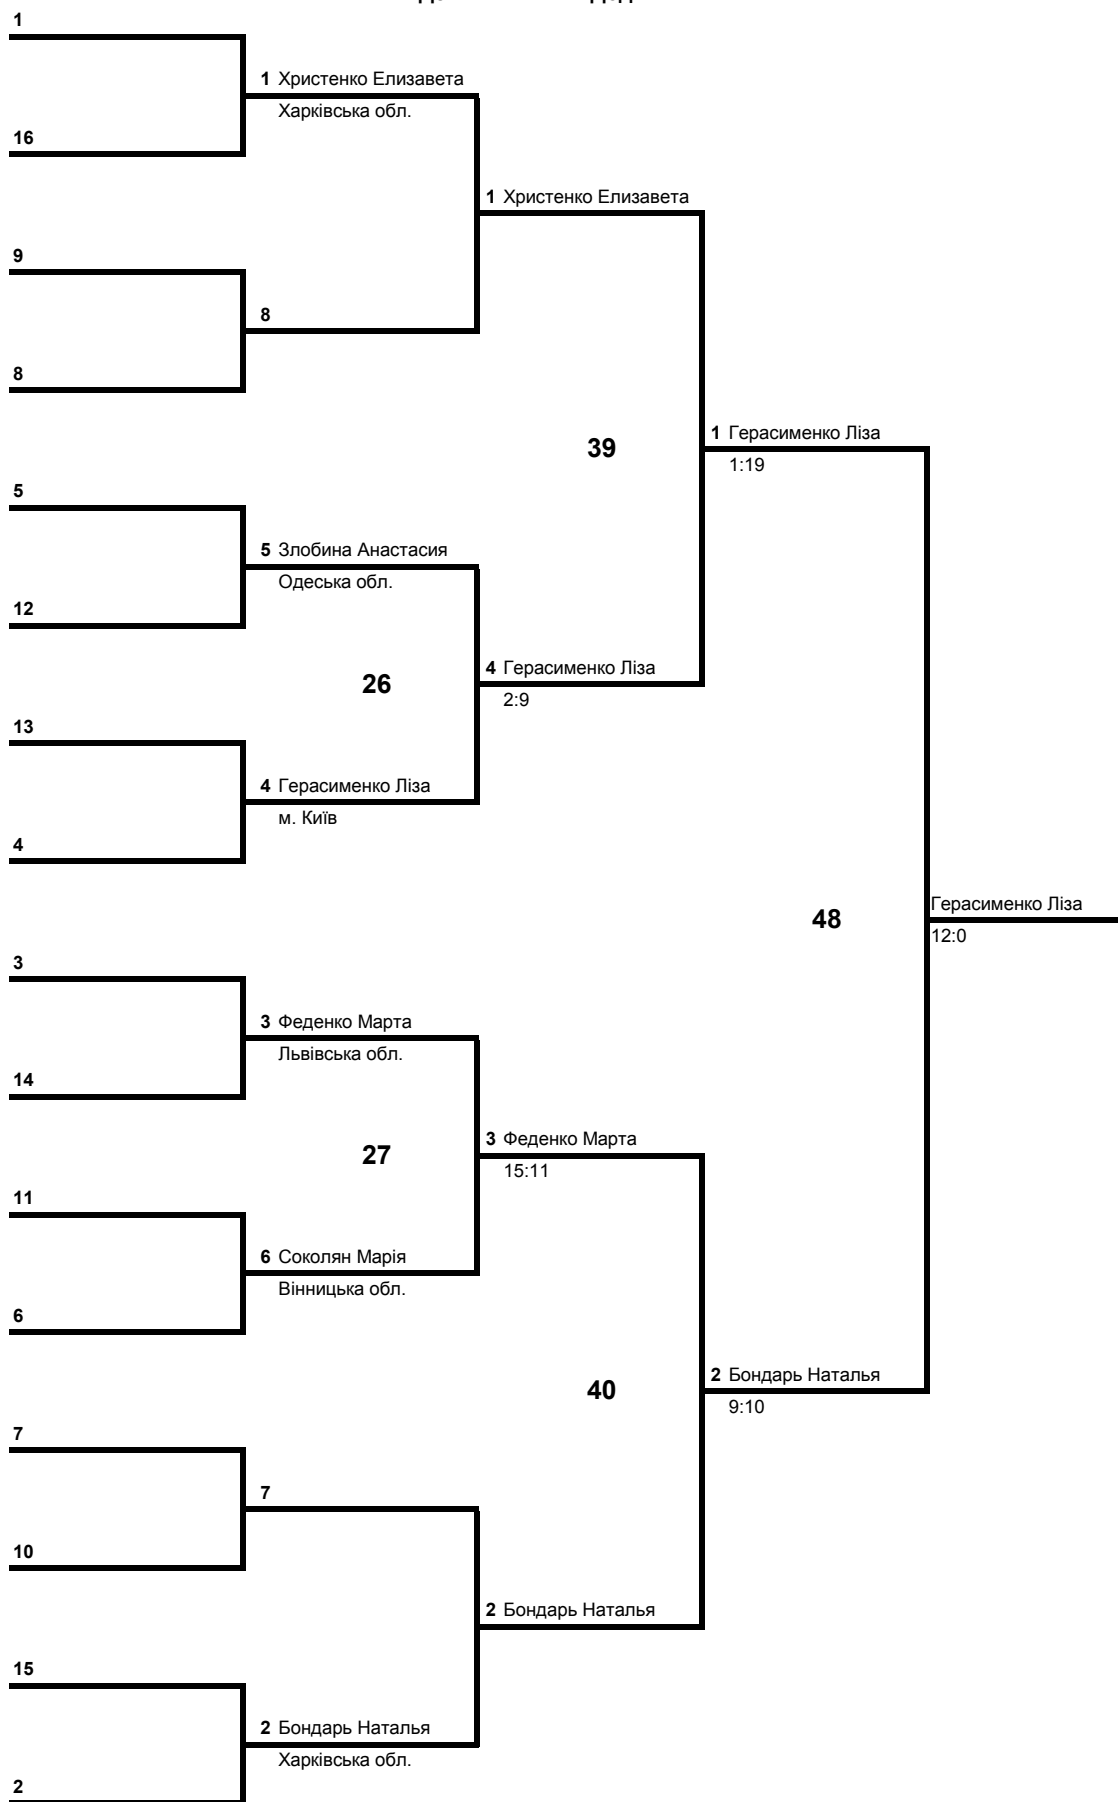 1
1 Христенко Елизавета
Харківська обл.
16
1 Христенко Елизавета
9
8
8
39
1 Герасименко Ліза
1:19
5
5 Злобина Анастасия
Одеська обл.
12
26
4 Герасименко Ліза
2:9
13
4 Герасименко Ліза
м. Київ
4
48
Герасименко Ліза
12:0
3
3 Феденко Марта
Львівська обл.
14
27
3 Феденко Марта
15:11
11
6 Соколян Марія
Вінницька обл.
6
40
2 Бондарь Наталья
9:10
7
7
10
2 Бондарь Наталья
15
2 Бондарь Наталья
Харківська обл.
2